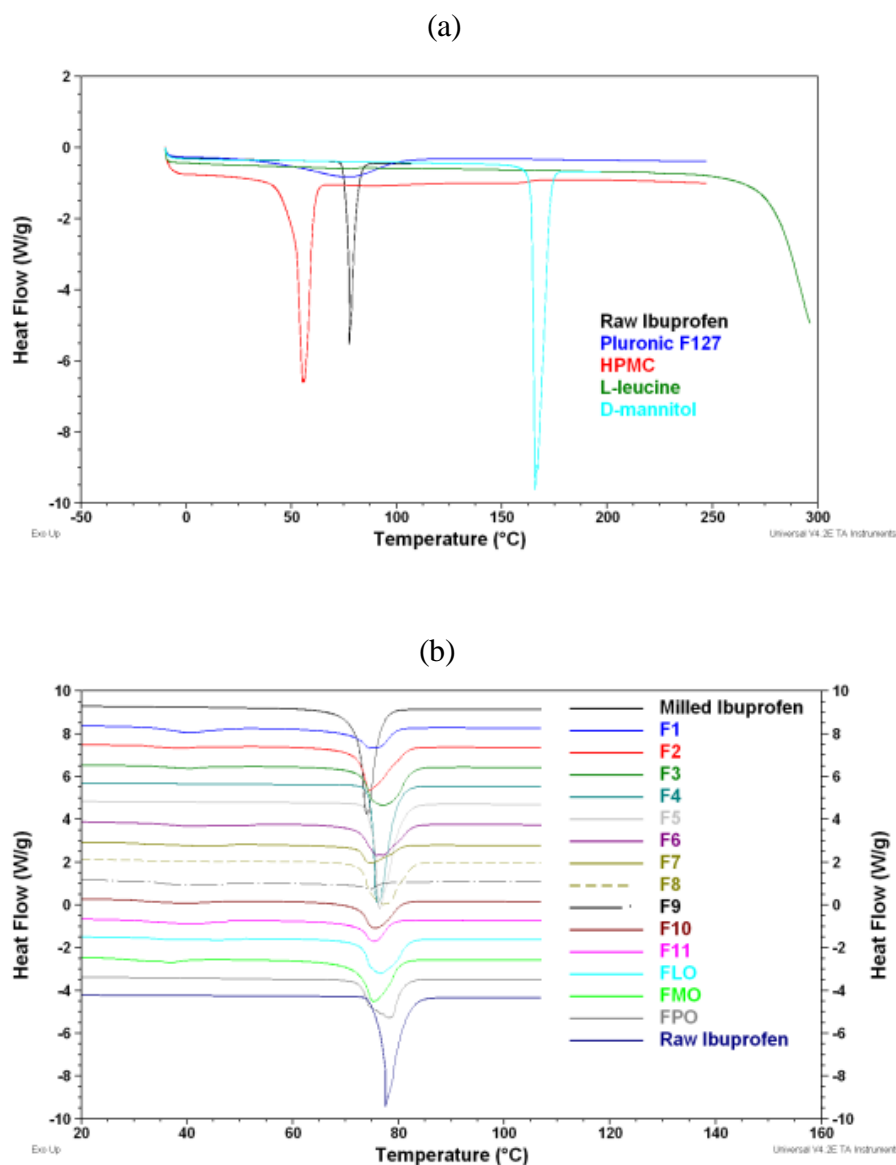 (a)
2
0
-2
-4
-6
-8
-10
Heat Flow (W/g)
Raw Ibuprofen
Pluronic F127
HPMC
L-leucine
D-mannitol
-50 0 50 100 150 200 250 300
Exo Up
Temperature (°C)
Universal V4.2E TA Instruments
(b)
10
8
6
4
2
0
-2
-4
-6
-8
-10
Heat Flow (W/g)
Milled Ibuprofen
F1
F2
F3
F4
F5
F6
F7
F8
F9
F10
F11
FLO
FMO
FPO
Raw Ibuprofen
10
8
6
4
2
0
-2
-4
-6
-8
-10
Heat Flow (W/g)
20 40 60 80 100 120 140 160
Exo Up
Temperature (°C)
Universal V4.2E TA Instrument